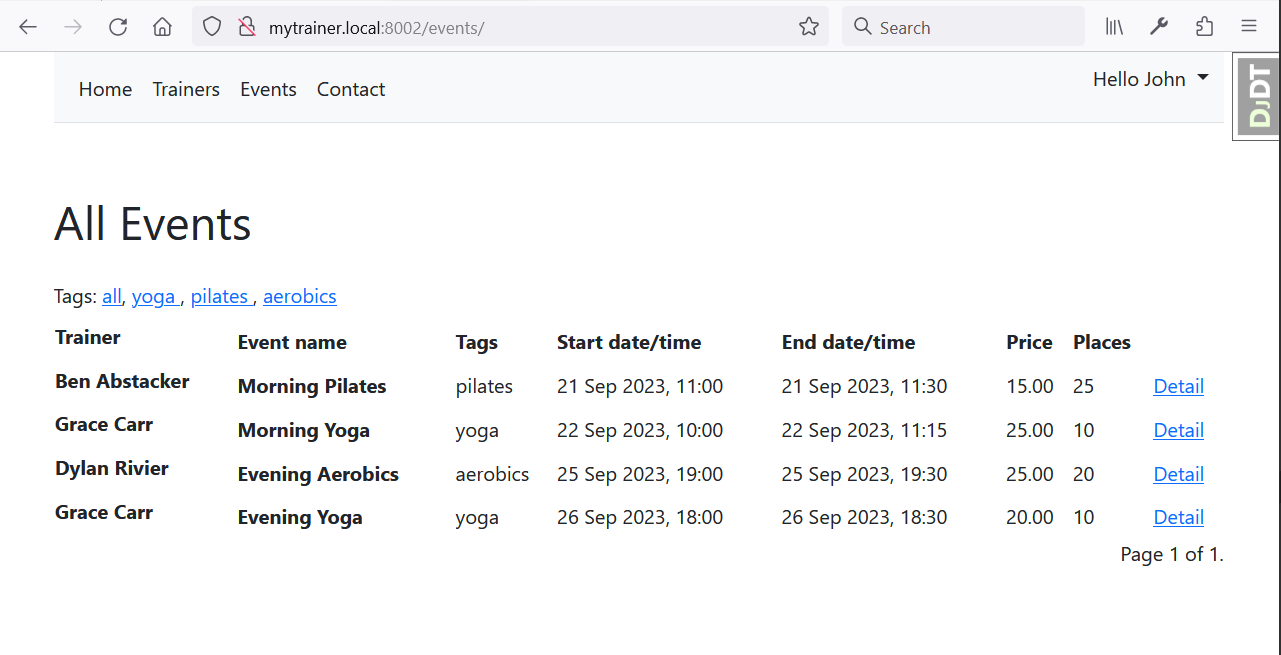 mytrainer.local:8002/events/ Search
Home Trainers Events Contact Hello John
DJDT
All Events
Tags: all, yoga , pilates , aerobics
Trainer Event name Tags Start date/time End date/time Price Places
Ben Abstacker Morning Pilates pilates 21 Sep 2023, 11:00 21 Sep 2023, 11:30 15.00 25 Detail
Grace Carr Morning Yoga yoga 22 Sep 2023, 10:00 22 Sep 2023, 11:15 25.00 10 Detail
Dylan Rivier Evening Aerobics aerobics 25 Sep 2023, 19:00 25 Sep 2023, 19:30 25.00 20 Detail
Grace Carr Evening Yoga yoga 26 Sep 2023, 18:00 26 Sep 2023, 18:30 20.00 10 Detail
Page 1 of 1.